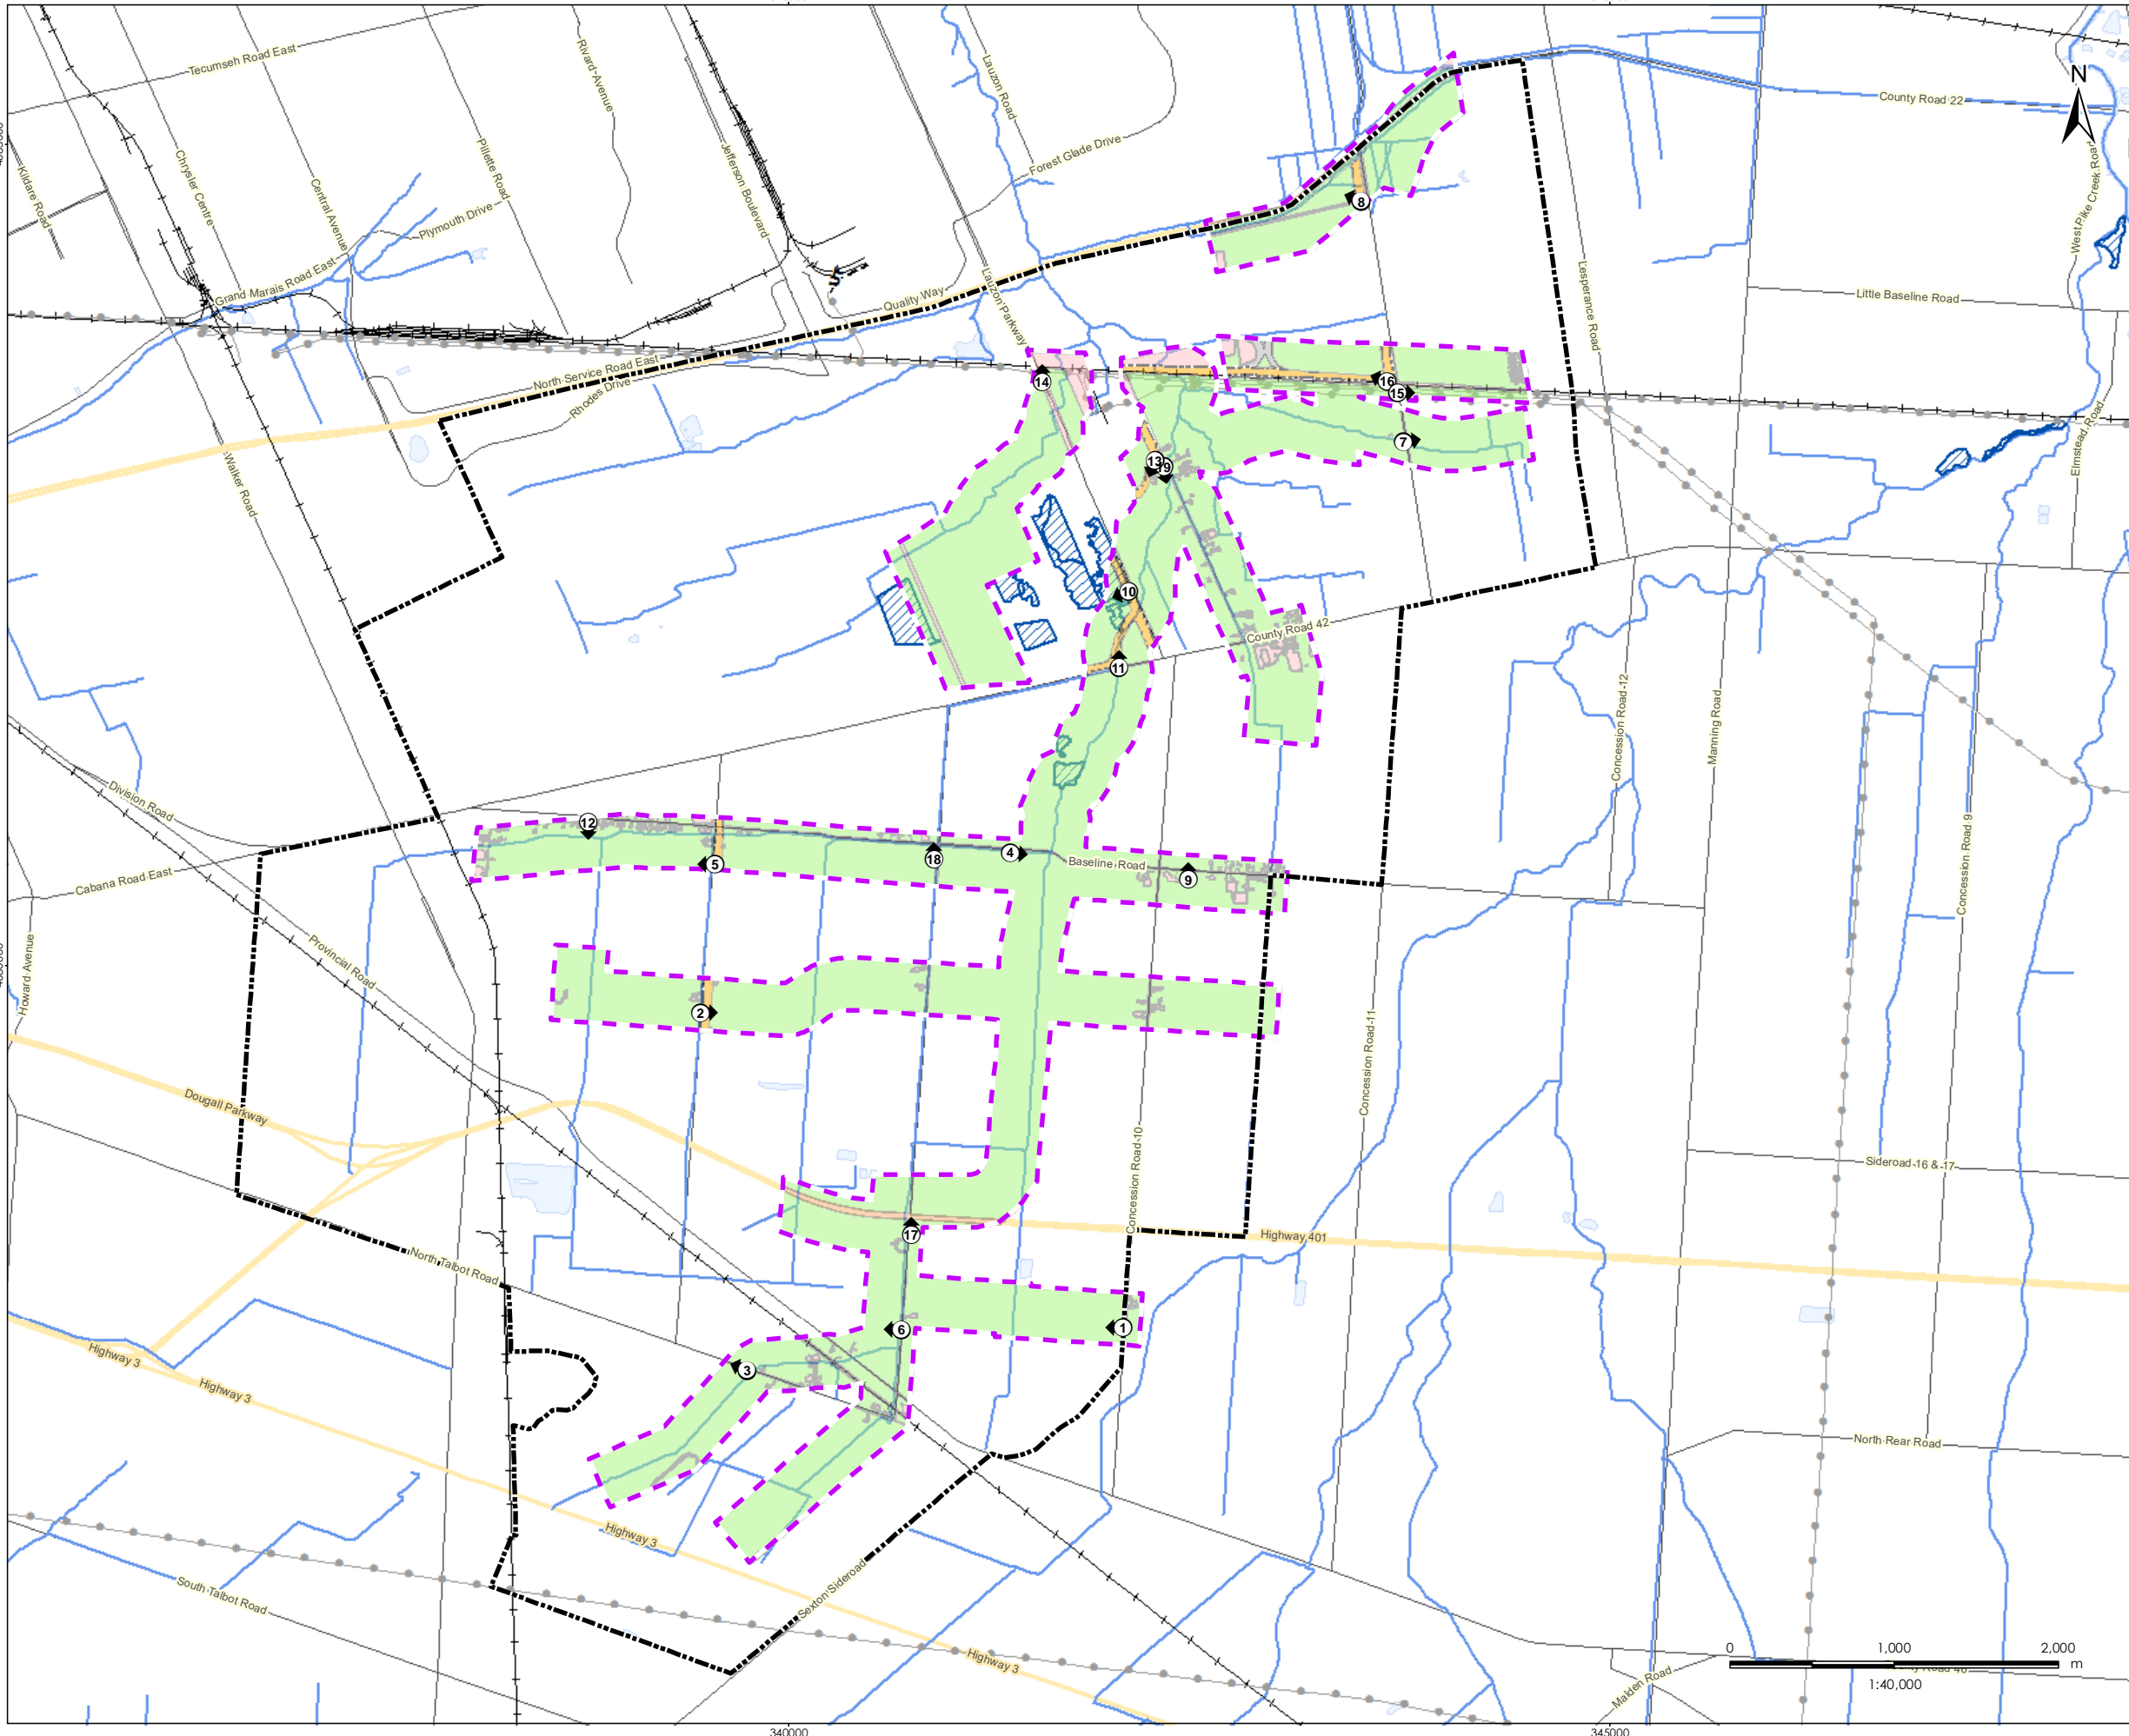 Tecumseh Road East
Rivard Avenue
Lauzon Road
County Road 22
N
Kildare Road
Chrysler Centre
Central Avenue
Pillette Road
Jefferson Boulevard
Forest Glade Drive
West Pike Creek Road
Plymouth Drive
8
Grand Marais Road East
Quality Way
Lauzon Parkway
Lesperance Road
Little Baseline Road
North Service Road East
Rhodes Drive
14
16
15
7
13
9
Elmstead Road
Walker Road
10
County Road 42
11
Concession Road 12
Manning Road
Division Road
12
5
18
4
Baseline Road
9
Cabana Road East
Concession Road 9
Howard Avenue
Provincial Road
2
Concession Road 11
Dougall Parkway
Sideroad 16 & 17
Concession Road 10
17
Highway 401
North Talbot Road
6
1
3
Highway 3
Highway 3
North Rear Road
Highway 3
South Talbot Road
Sexton Sideroad
Highway 3
Malden Road
0 1,000 2,000
m
1:40,000
340000
345000